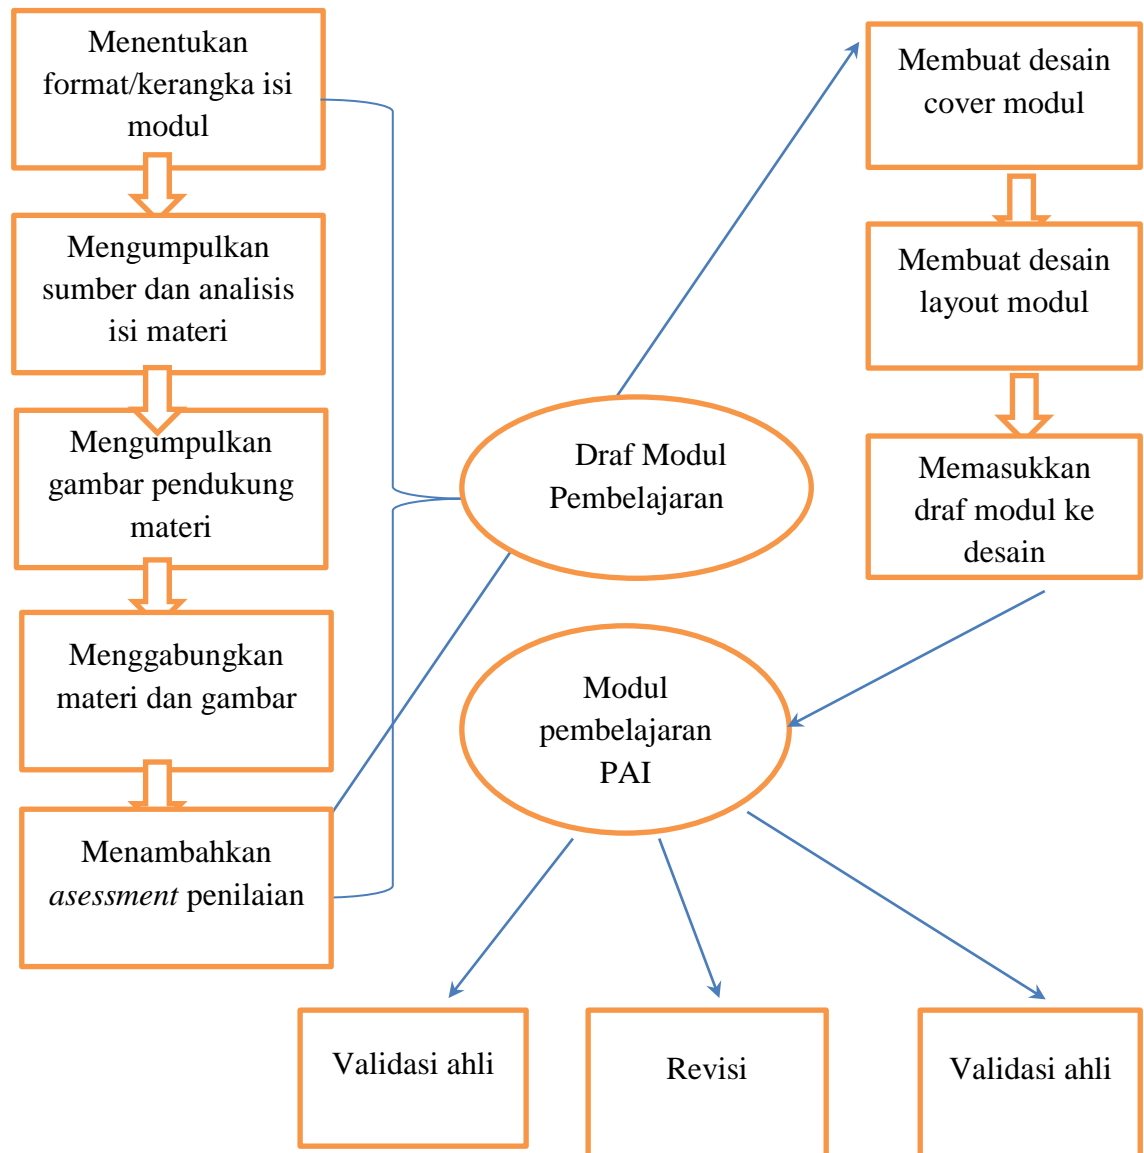 Menentukan
format/kerangka isi
modul
Mengumpulkan
sumber dan analisis
isi materi
Mengumpulkan
gambar pendukung
materi
Menggabungkan
materi dan gambar
Menambahkan
asessment penilaian
Draf Modul
Pembelajaran
Membuat desain
cover modul
Membuat desain
layout modul
Memasukkan
draf modul ke
desain
Modul
pembelajaran
PAI
Validasi ahli
Revisi
Validasi ahli